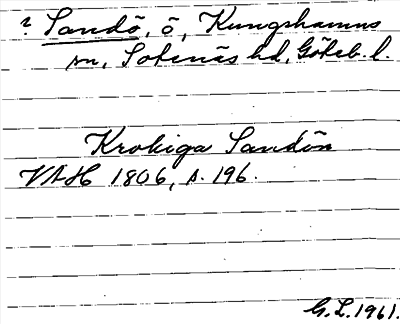 ? Sandö, ö, Kungshamns
sn, Sotenäs hd, Göteb. l.
Krokiga Sandön
VAH 1806, s. 196.
G.L. 1961.